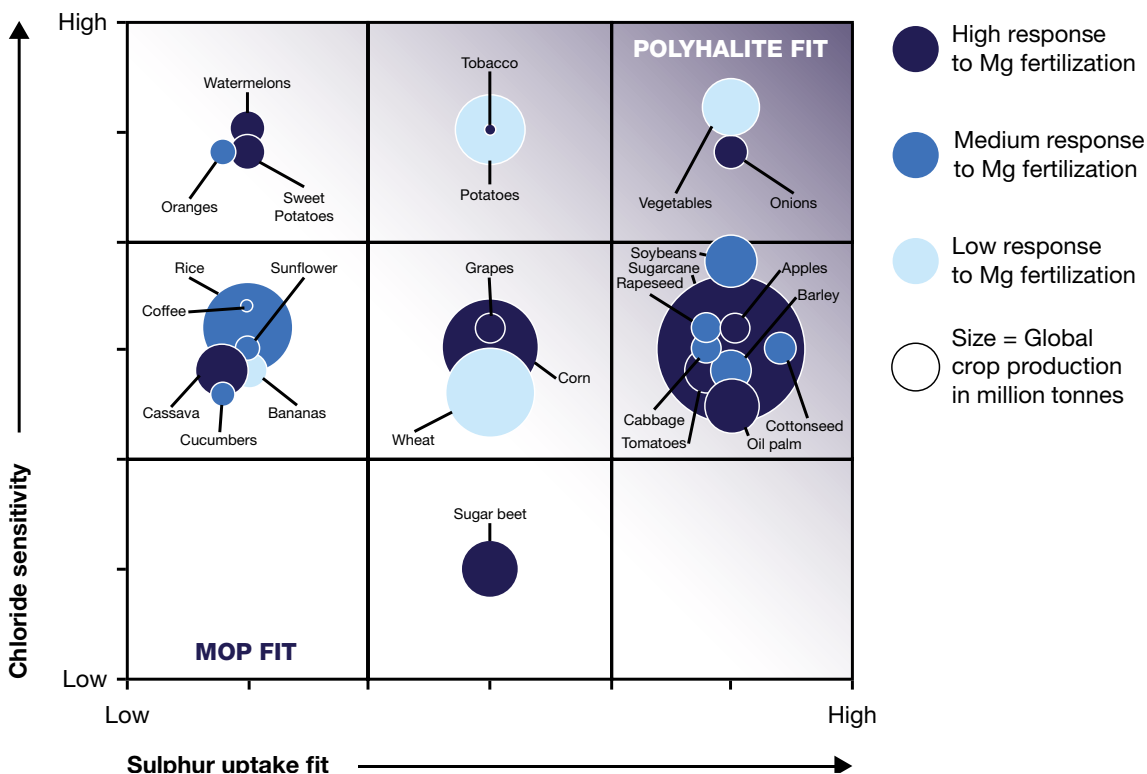 High
POLYHALITE FIT
Tobacco
Watermelons
Oranges
Sweet
Potatoes
Potatoes
Vegetables
Onions
Rice
Sunflower
Coffee
Cassava
Bananas
Cucumbers
Grapes
Corn
Wheat
Soybeans
Sugarcane
Rapeseed
Apples
Barley
Cabbage
Tomatoes
Cottonseed
Oil palm
Sugar beet
MOP FIT
Chloride sensitivity
Low
Low
High
Sulphur uptake fit
High response
to Mg fertilization
Medium response
to Mg fertilization
Low response
to Mg fertilization
Size = Global
crop production
in million tonnes